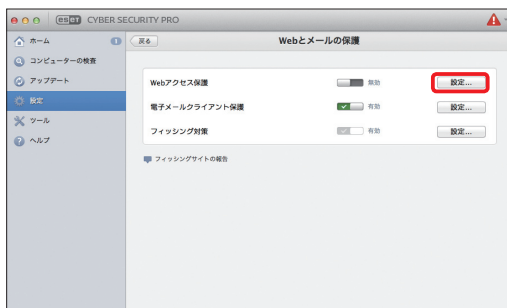 eset CYBER SECURITY PRO
ホーム 1
コンピューターの検査
アップデート
設定
ツール
ヘルプ
戻る Webとメールの保護
Webアクセス保護 無効 設定...
電子メールクライアント保護 有効 設定...
フィッシング対策 有効 設定...
フィッシングサイトの報告